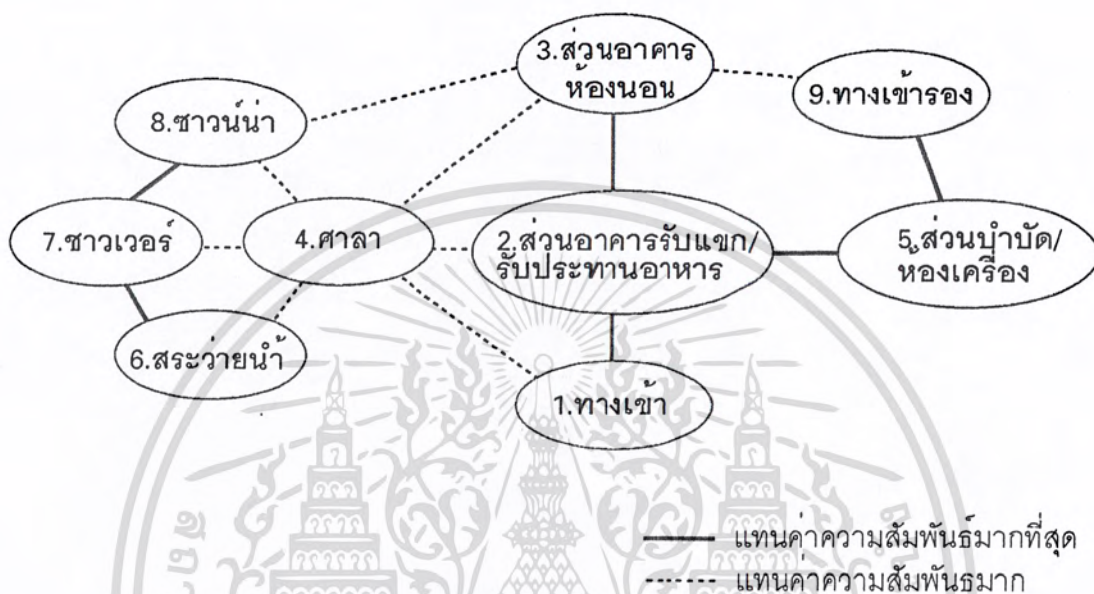 3.ส่วนอาคาร
ห้องนอน
9.ทางเข้ารอง
8.ซาวน์น่า
7.ชาวเวอร์
4.ศาลา
2.ส่วนอาคารรับแขก/
รับประทานอาหาร
5.ส่วนบำบัด/
ห้องเครื่อง
6.สระว่ายน้ำ
1.ทางเข้า
แทนค่าความสัมพันธ์มากที่สุด
แทนค่าความสัมพันธมาก